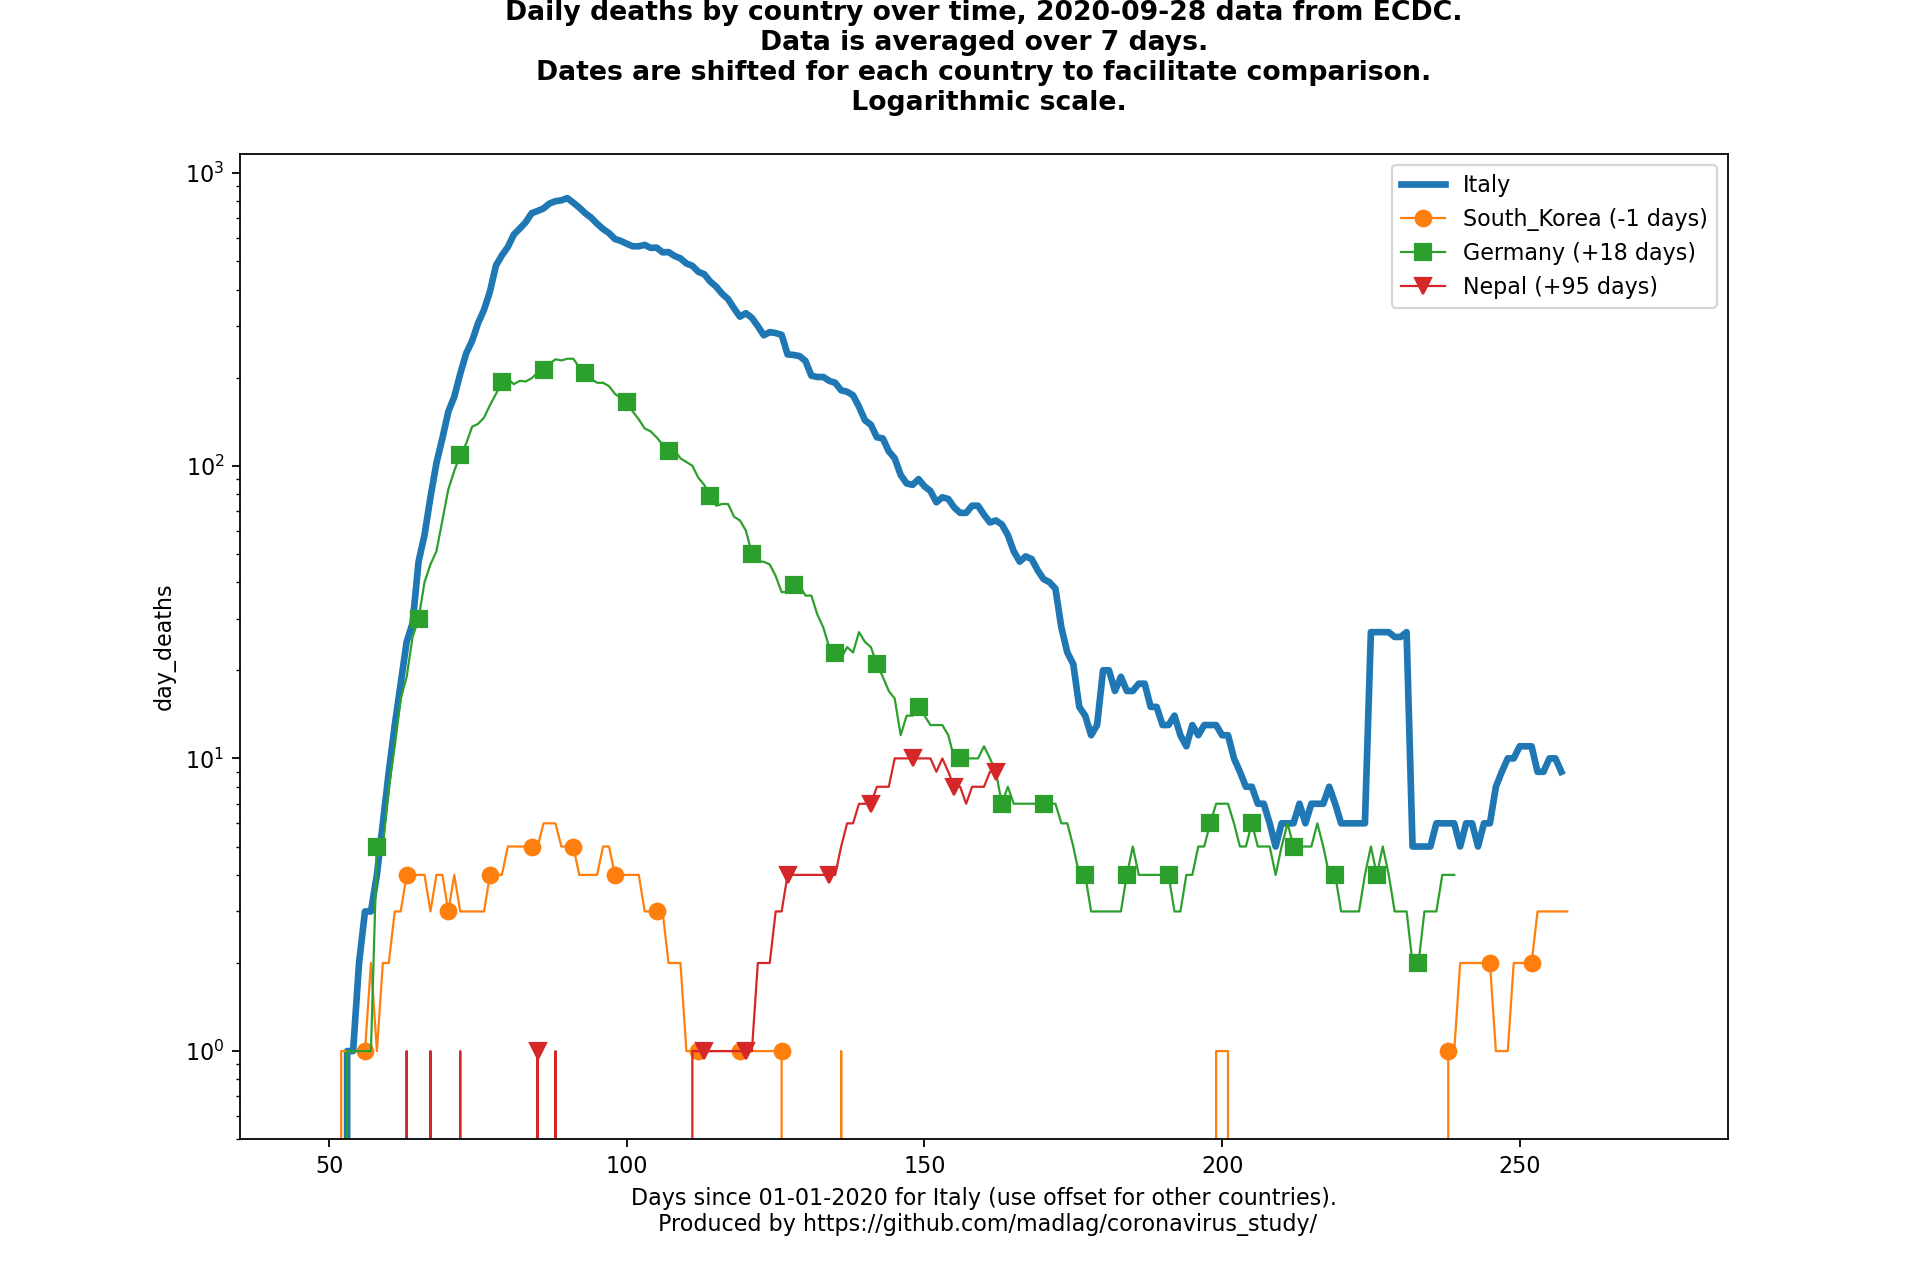 Daily deaths by country over time, 2020-09-28 data from ECDC.
Data is averaged over 7 days.
Dates are shifted for each country to facilitate comparison.
Logarithmic scale.
10³
10²
10¹
10⁰
day_deaths
Italy
South_Korea (-1 days)
Germany (+18 days)
Nepal (+95 days)
50 100 150 200 250
Days since 01-01-2020 for Italy (use offset for other countries).
Produced by https://github.com/madlag/coronavirus_study/